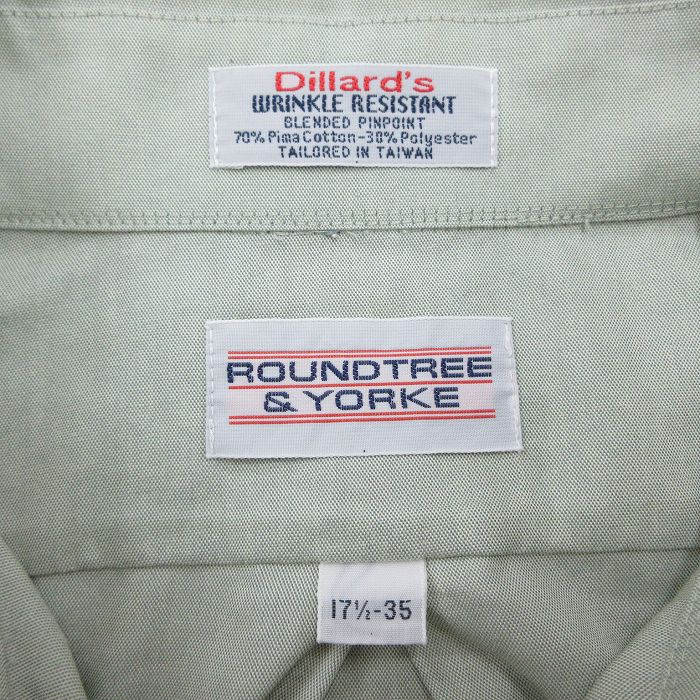 Dillard's
WRINKLE RESISTANT
BLENDED PINPOINT
70% Pima Cotton-30% Polyester
TAILORED IN TAIWAN
ROUNDTREE
& YORKE
17½-35